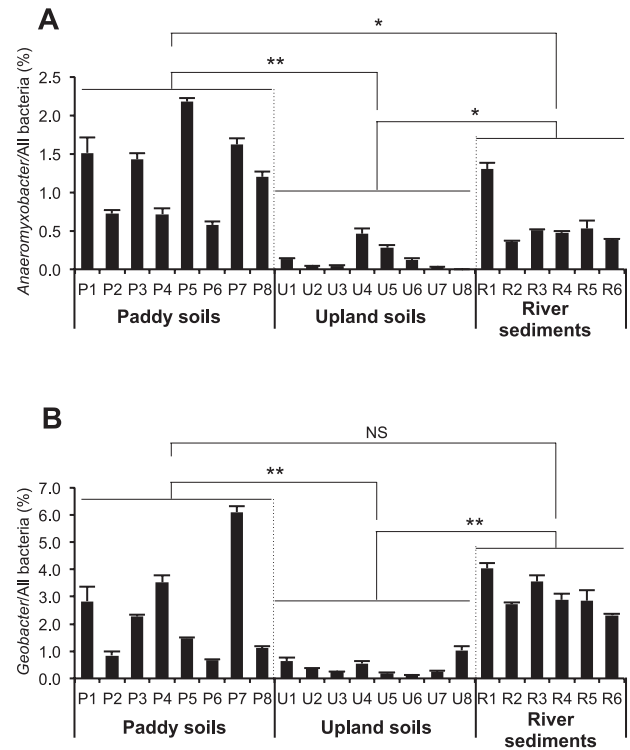 A
*
**
*
Anaeromyxobacter/All bacteria (%)
2.5
2.0
1.5
1.0
0.5
0.0
P1 P2 P3 P4 P5 P6 P7 P8 U1 U2 U3 U4 U5 U6 U7 U8 R1 R2 R3 R4 R5 R6
Paddy soils Upland soils River
sediments
B
NS
**
**
Geobacter/All bacteria (%)
7.0
6.0
5.0
4.0
3.0
2.0
1.0
0.0
P1 P2 P3 P4 P5 P6 P7 P8 U1 U2 U3 U4 U5 U6 U7 U8 R1 R2 R3 R4 R5 R6
Paddy soils Upland soils River
sediments